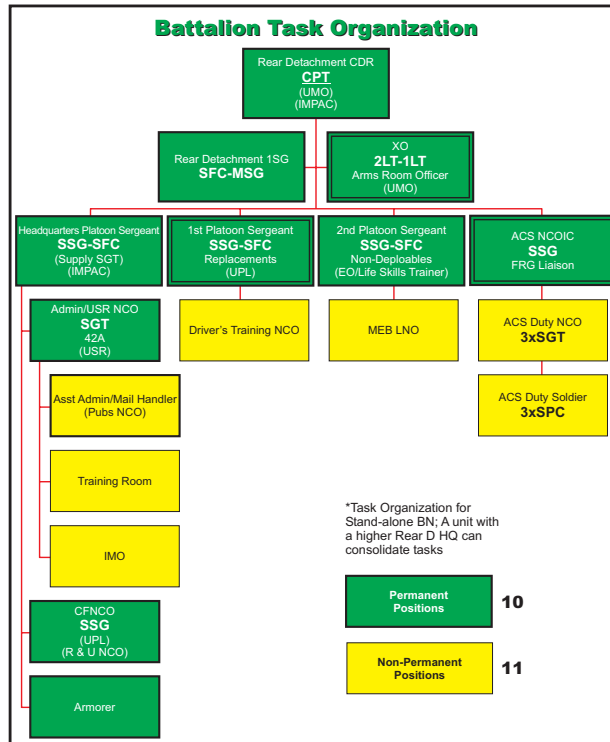 Battalion Task Organization
Rear Detachment CDR
CPT
(UMO)
(IMPAC)
Rear Detachment 1SG
SFC-MSG
XO
2LT-1LT
Arms Room Officer
(UMO)
Headquarters Platoon Sergeant
SSG-SFC
(Supply SGT)
(IMPAC)
1st Platoon Sergeant
SSG-SFC
Replacements
(UPL)
2nd Platoon Sergeant
SSG-SFC
Non-Deployables
(EO/Life Skills Trainer)
ACS NCOIC
SSG
FRG Liaison
Admin/USR NCO
SGT
42A
(USR)
Driver's Training NCO
MEB LNO
ACS Duty NCO
3xSGT
Asst Admin/Mail Handler
(Pubs NCO)
ACS Duty Soldier
3xSPC
Training Room
IMO
CFNCO
SSG
(UPL)
(R & U NCO)
Armorer
*Task Organization for
Stand-alone BN; A unit with
a higher Rear D HQ can
consolidate tasks
Permanent
Positions
10
Non-Permanent
Positions
11